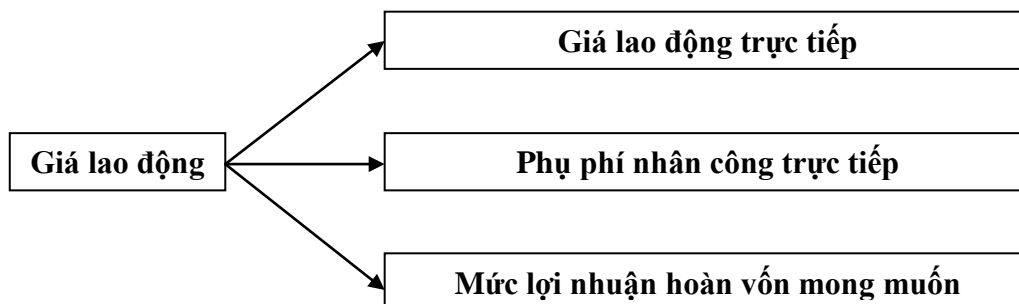 Giá lao động trực tiếp
Giá lao động
Phụ phí nhân công trực tiếp
Mức lợi nhuận hoàn vốn mong muốn